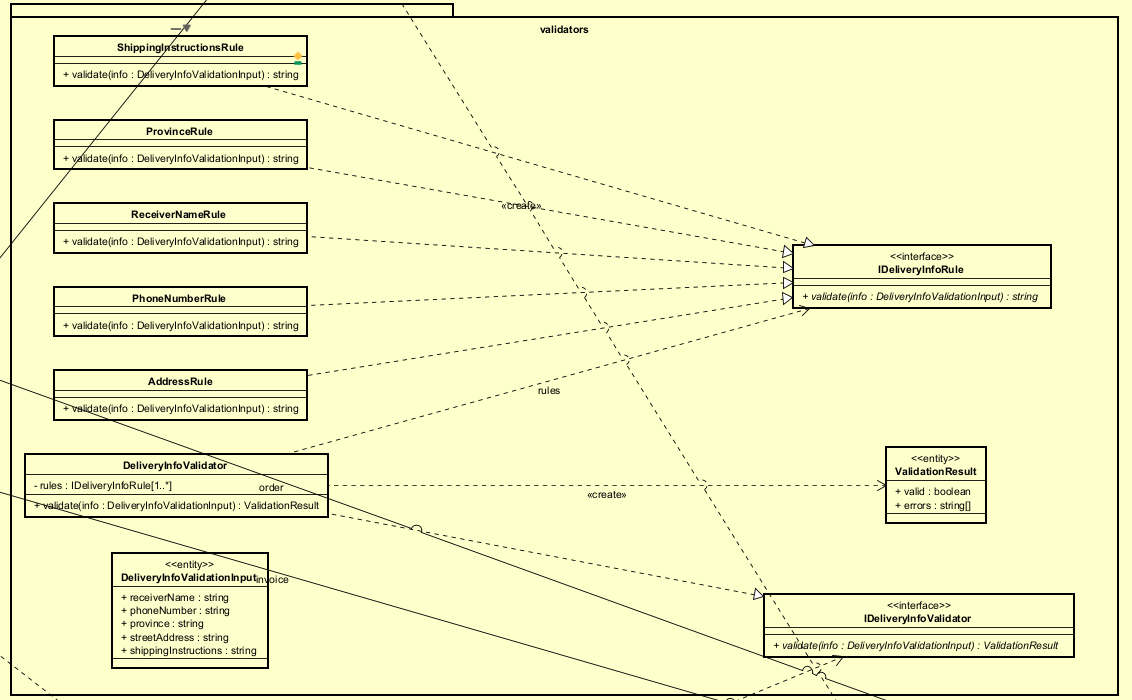 validators
ShippingInstructionsRule
+ validate(info : DeliveryInfoValidationInput) : string
ProvinceRule
+ validate(info : DeliveryInfoValidationInput) : string
«create»
ReceiverNameRule
+ validate(info : DeliveryInfoValidationInput) : string
<<interface>>
IDeliveryInfoRule
+ validate(info : DeliveryInfoValidationInput) : string
PhoneNumberRule
+ validate(info : DeliveryInfoValidationInput) : string
AddressRule
+ validate(info : DeliveryInfoValidationInput) : string
rules
DeliveryInfoValidator
- rules : IDeliveryInfoRule[1..*]
order
+ validate(info : DeliveryInfoValidationInput) : ValidationResult
«create»
<<entity>>
ValidationResult
+ valid : boolean
+ errors : string[]
<<entity>>
DeliveryInfoValidationInput
invoice
+ receiverName : string
+ phoneNumber : string
+ province : string
+ streetAddress : string
+ shippingInstructions : string
<<interface>>
IDeliveryInfoValidator
+ validate(info : DeliveryInfoValidationInput) : ValidationResult